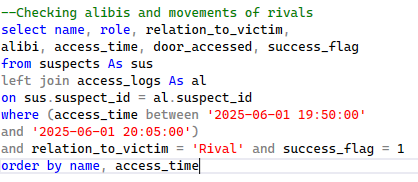 --Checking alibis and movements of rivals
select name, role, relation_to_victim,
alibi, access_time, door_accessed, success_flag
from suspects As sus
left join access_logs As al
on sus.suspect_id = al.suspect_id
where (access_time between '2025-06-01 19:50:00'
and '2025-06-01 20:05:00')
and relation_to_victim = 'Rival' and success_flag = 1
order by name, access_time